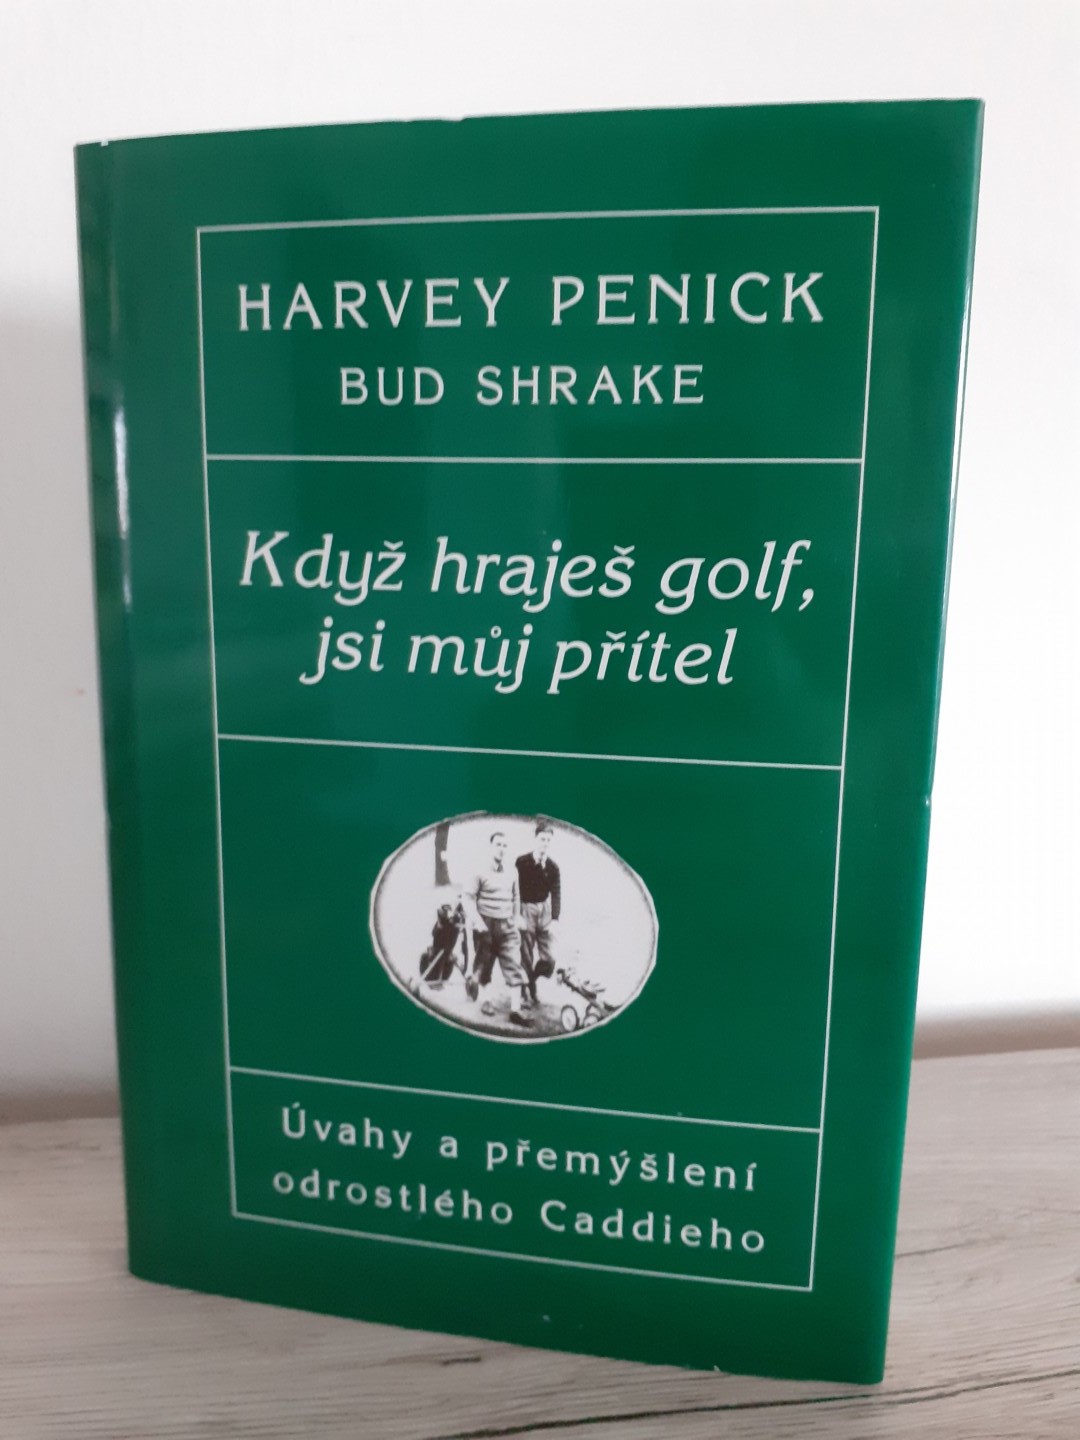 HARVEY PENICK
BUD SHRAKE
Když hraješ golf,
jsi můj přítel
Úvahy a přemýšlení
odrostlého Caddieho